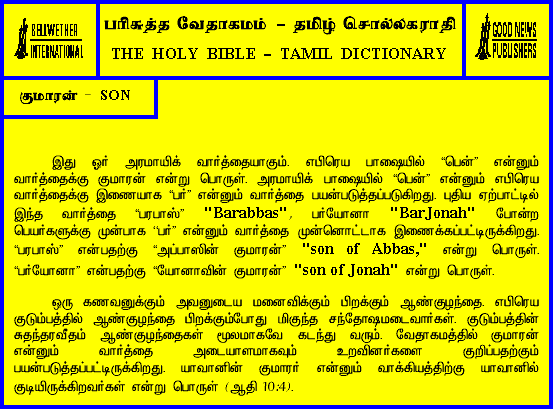 BELLWETHER
INTERNATIONAL
பரிசுத்த வேதாகமம் – தமிழ் சொல்லகராதி
THE HOLY BIBLE – TAMIL DICTIONARY
GOOD NEWS
PUBLISHERS
குமாரன் – SON
இது ஓர் அரமாயிக் வார்த்தையாகும். எபிரெய பாஷையில் “பென்” என்னும்
வார்த்தைக்கு குமாரன் என்று பொருள். அரமாயிக் பாஷையில் “பென்” என்னும் எபிரெய
வார்த்தைக்கு இணையாக “பர்” என்னும் வார்த்தை பயன்படுத்தப்படுகிறது. புதிய ஏற்பாட்டில்
இந்த வார்த்தை “பரபாஸ்” "Barabbas", பர்யோனா "BarJonah" போன்ற
பெயர்களுக்கு முன்பாக “பர்” என்னும் வார்த்தை முன்னொட்டாக இணைக்கப்பட்டிருக்கிறது.
“பரபாஸ்” என்பதற்கு “அப்பாஸின் குமாரன்” "son of Abbas," என்று பொருள்.
“பர்யோனா” என்பதற்கு “யோனாவின் குமாரன்” "son of Jonah" என்று பொருள்.
ஒரு கணவனுக்கும் அவனுடைய மனைவிக்கும் பிறக்கும் ஆண்குழந்தை. எபிரெய
குடும்பத்தில் ஆண்குழந்தை பிறக்கும்போது மிகுந்த சந்தோஷமடைவார்கள். குடும்பத்தின்
சுதந்தரவீதம் ஆண்குழந்தைகள் மூலமாகவே கடந்து வரும். வேதாகமத்தில் குமாரன்
என்னும் வார்த்தை அடையாளமாகவும் உறவினர்களை குறிப்பதற்கும்
பயன்படுத்தப்பட்டிருக்கிறது. யாவானின் குமாரர் என்னும் வாக்கியத்திற்கு யாவானில்
குடியிருக்கிறவர்கள் என்று பொருள் (ஆதி 10:4).